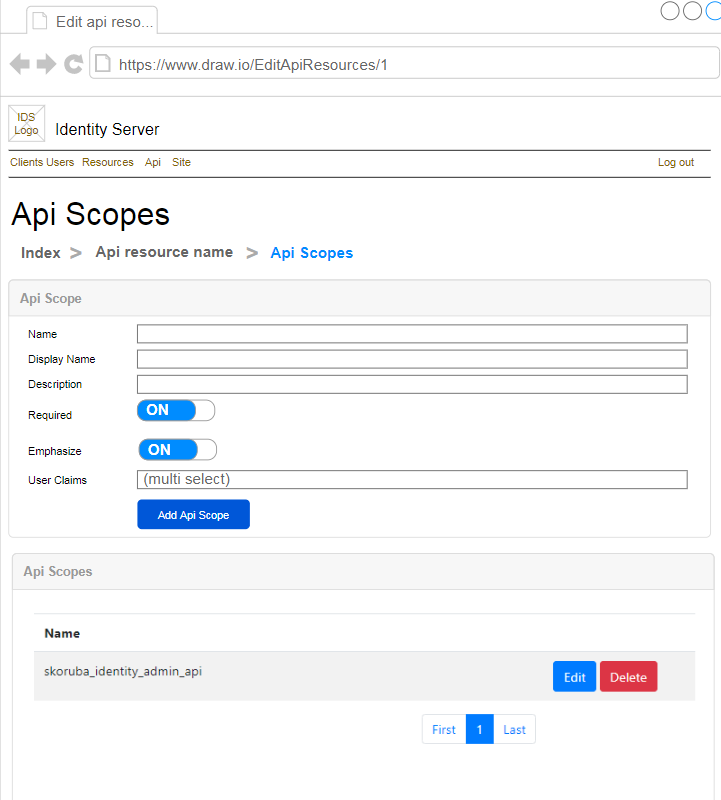 Edit api reso...
https://www.draw.io/EditApiResources/1
IDS
Logo
Identity Server
Clients Users Resources Api Site Log out
Api Scopes
Index > Api resource name > Api Scopes
Api Scope
Name
Display Name
Description
Required ON
Emphasize ON
User Claims (multi select)
Add Api Scope
Api Scopes
Name
skoruba_identity_admin_api Edit Delete
First 1 Last